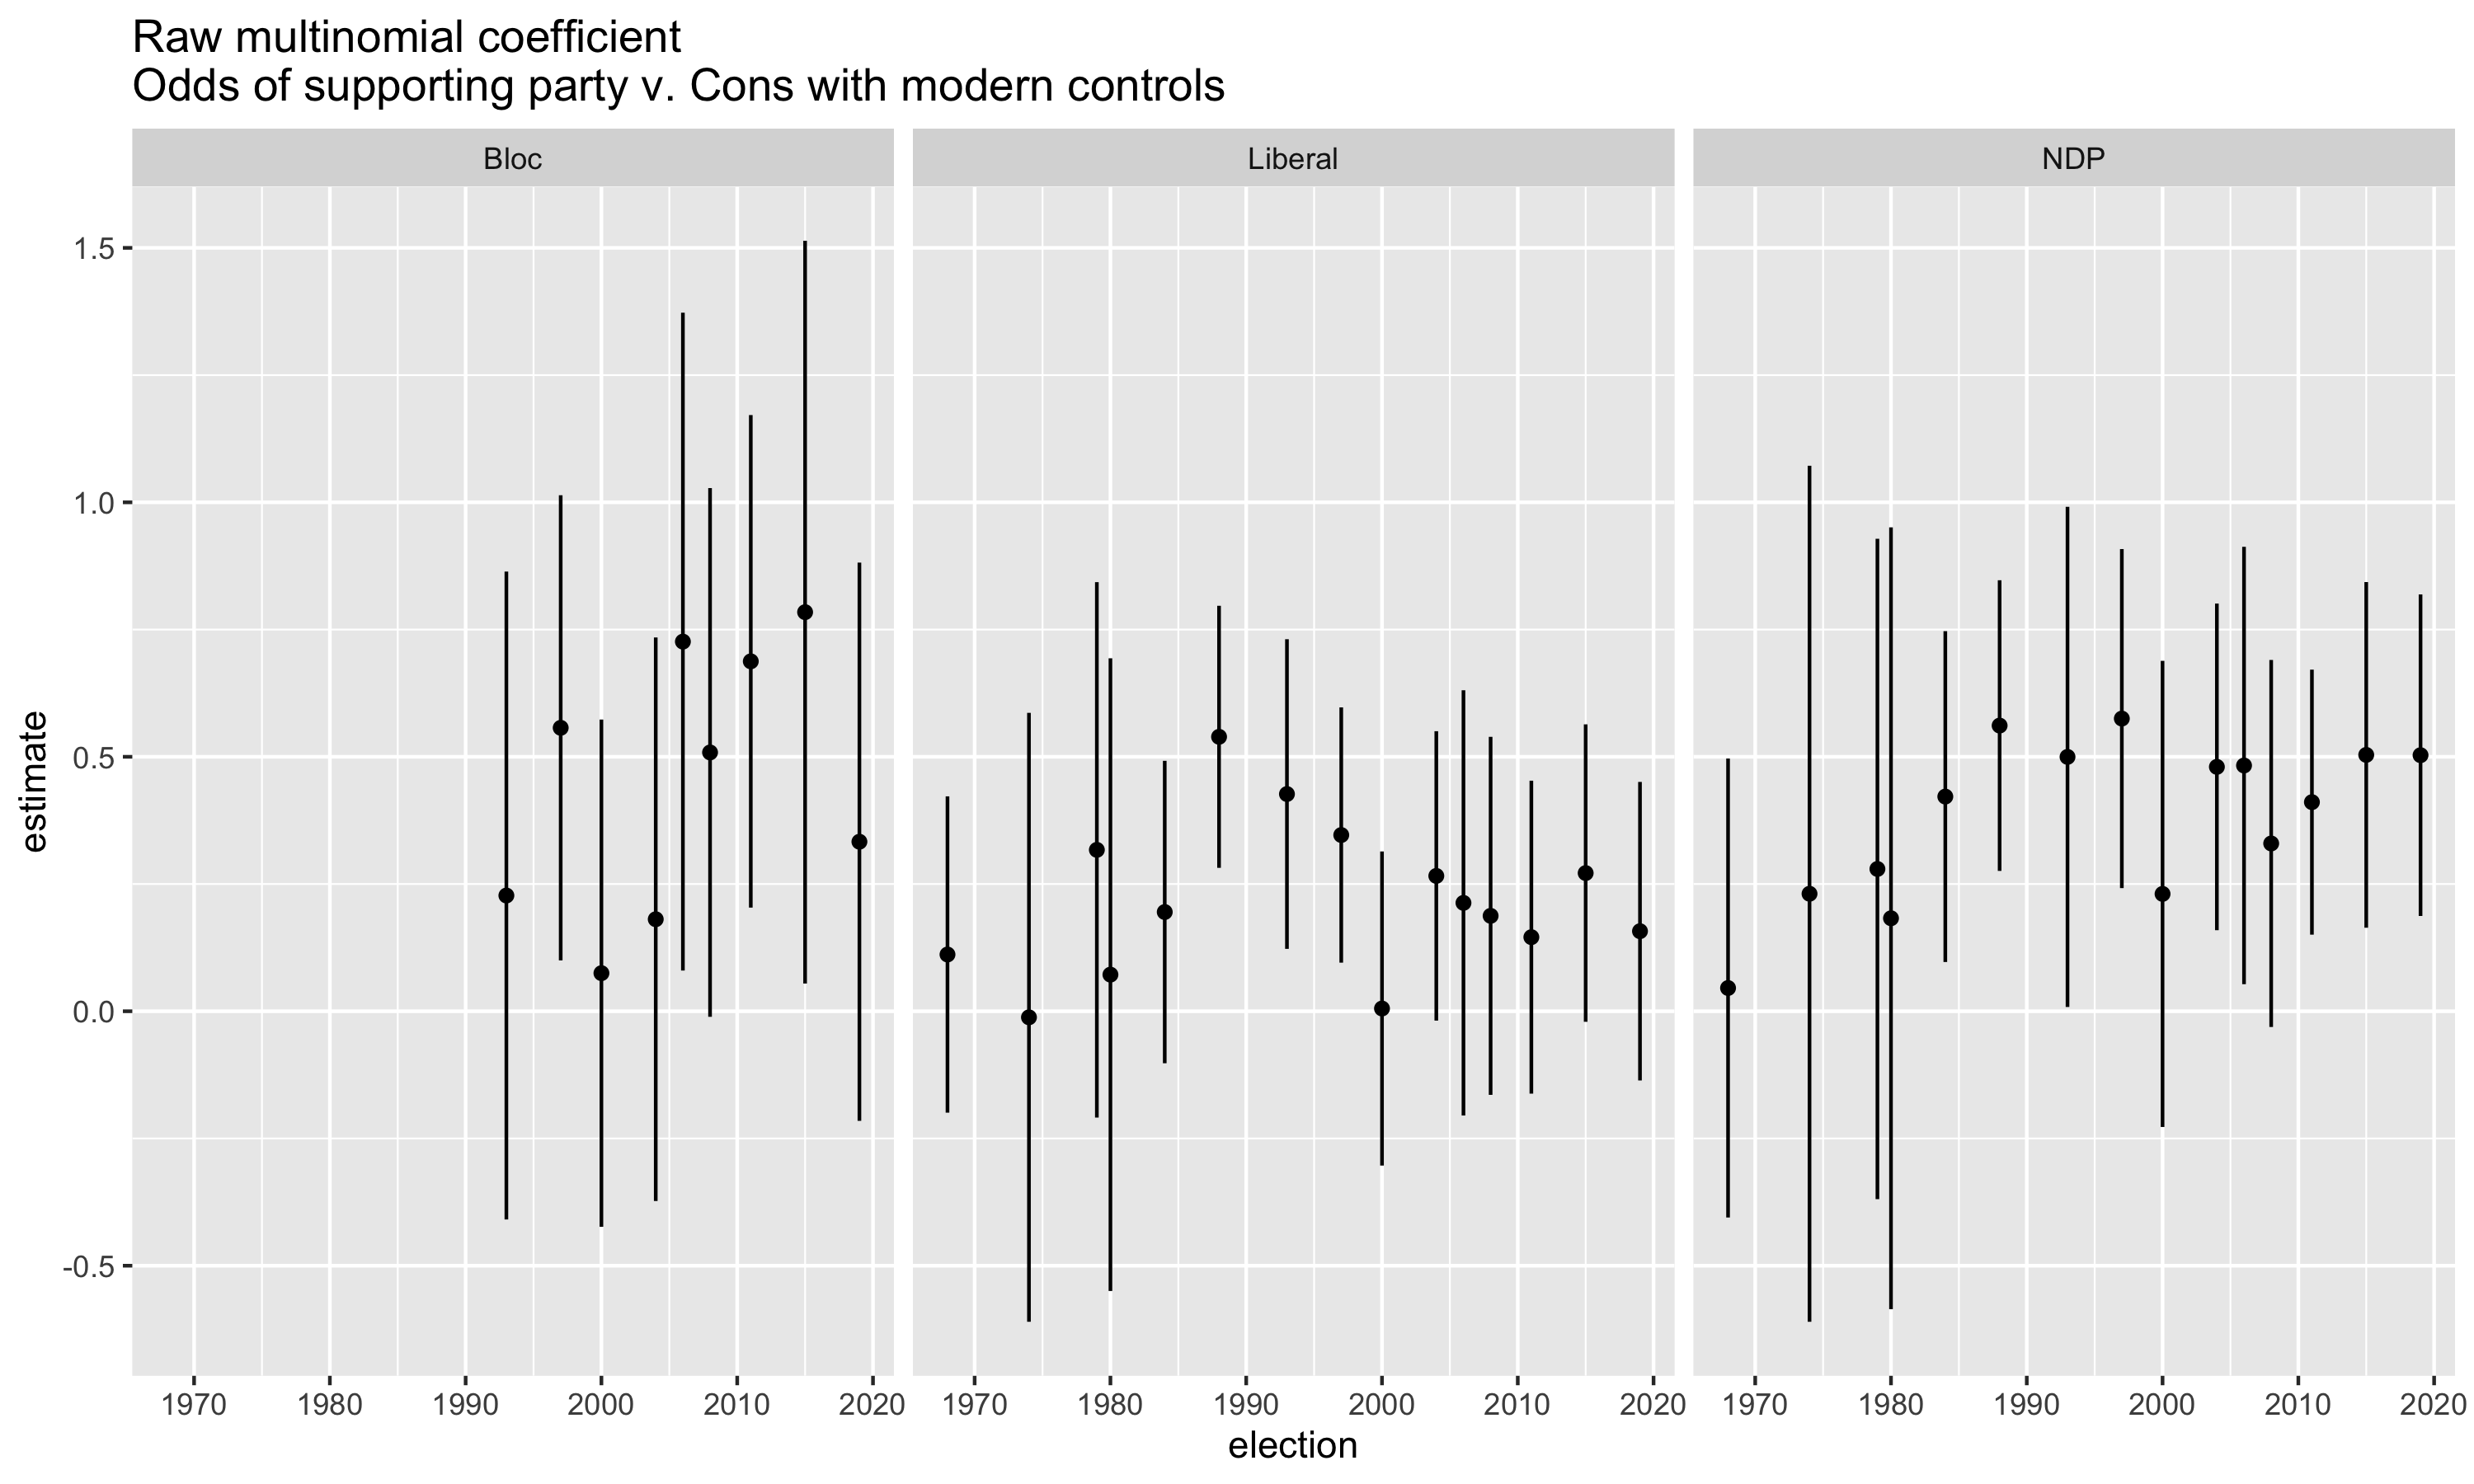 Raw multinomial coefficient
Odds of supporting party v. Cons with modern controls
Bloc
Liberal
NDP
estimate
1.5
1.0
0.5
0.0
-0.5
1970 1980 1990 2000 2010 2020
1970 1980 1990 2000 2010 2020
1970 1980 1990 2000 2010 2020
election